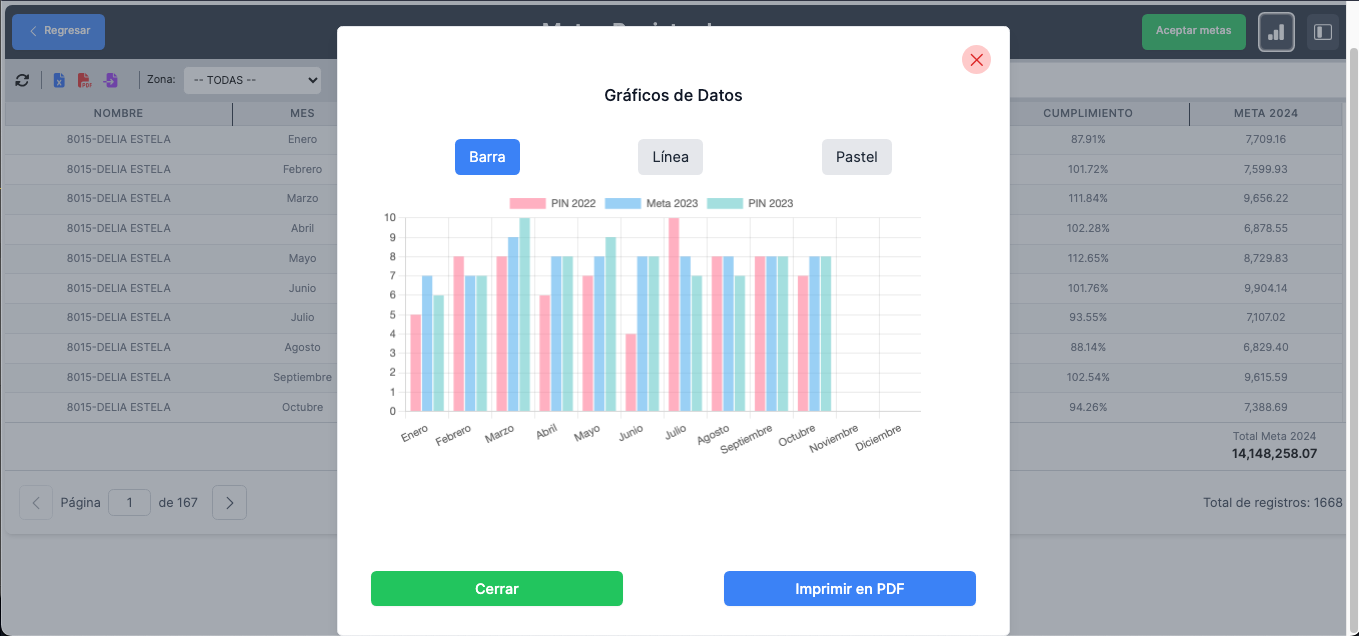 Regresar
Aceptar metas
Zona: -- TODAS --
Gráficos de Datos
Barra Línea Pastel
PIN 2022 Meta 2023 PIN 2023
10
9
8
7
6
5
4
3
2
1
0
Enero Febrero Marzo Abril Mayo Junio Julio Agosto Septiembre Octubre Noviembre Diciembre
Cerrar Imprimir en PDF
NOMBRE MES CUMPLIMIENTO META 2024
8015-DELIA ESTELA Enero 87.91% 7,709.16
8015-DELIA ESTELA Febrero 101.72% 7,599.93
8015-DELIA ESTELA Marzo 111.84% 9,656.22
8015-DELIA ESTELA Abril 102.28% 6,878.55
8015-DELIA ESTELA Mayo 112.65% 8,729.83
8015-DELIA ESTELA Junio 101.76% 9,904.14
8015-DELIA ESTELA Julio 93.55% 7,107.02
8015-DELIA ESTELA Agosto 88.14% 6,829.40
8015-DELIA ESTELA Septiembre 102.54% 9,615.59
8015-DELIA ESTELA Octubre 94.26% 7,388.69
Total Meta 2024
14,148,258.07
Página 1 de 167
Total de registros: 1668